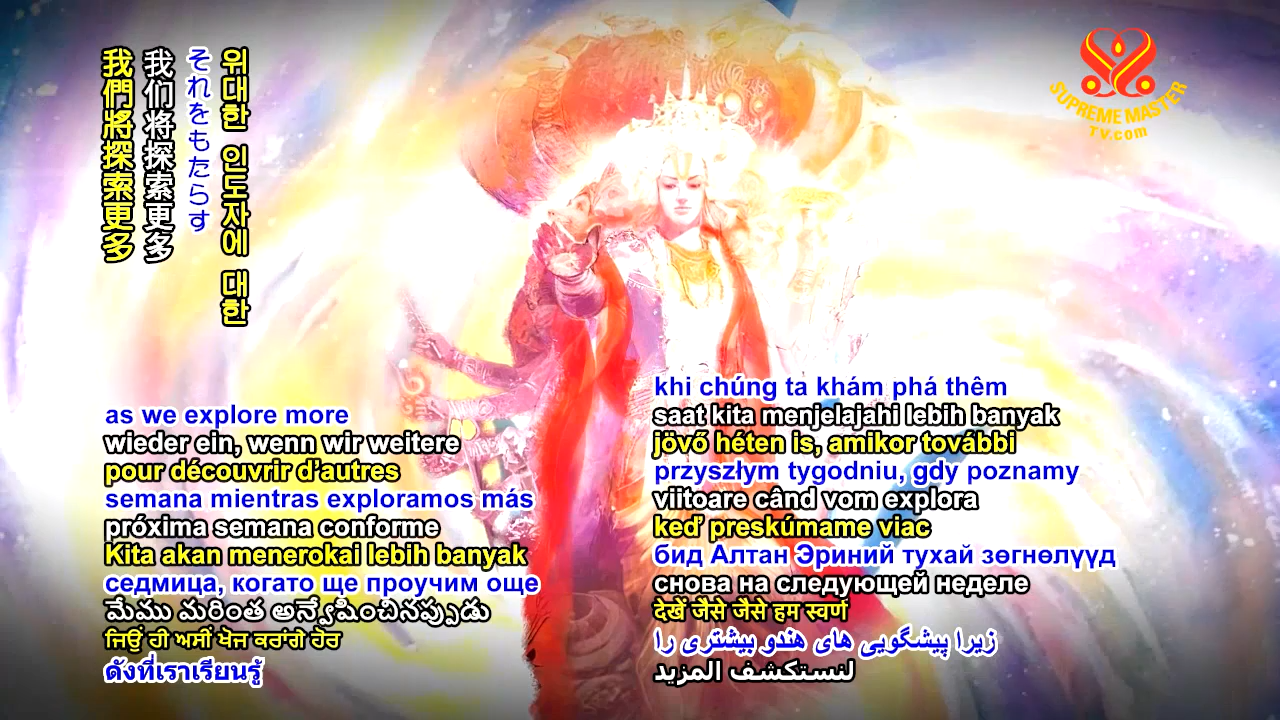 我們將探索更多
我们将探索更多
それをもたらす
위대한 인도자에 대한
SUPREME MASTER
TV.com
as we explore more
wieder ein, wenn wir weitere
pour découvrir d’autres
semana mientras exploramos más
próxima semana conforme
Kita akan menerokai lebih banyak
седмица, когато ще проучим още
మేము మరింత అన్వేషించినప్పుడు
ਜਿਉਂ ਹੀ ਅਸੀਂ ਖੋਜ ਕਰਾਂਗੇ ਹੋਰ
ดังที่เราเรียนรู้
khi chúng ta khám phá thêm
saat kita menjelajahi lebih banyak
jövő héten is, amikor további
przyszłym tygodniu, gdy poznamy
viitoare când vom explora
keď preskúmame viac
бид Алтан Эриний тухай зөгнөлүүд
снова на следующей неделе
देखें जैसे जैसे हम स्वर्ण
زیرا پیشگویی های هندو بیشتری را
لنستكشف المزيد